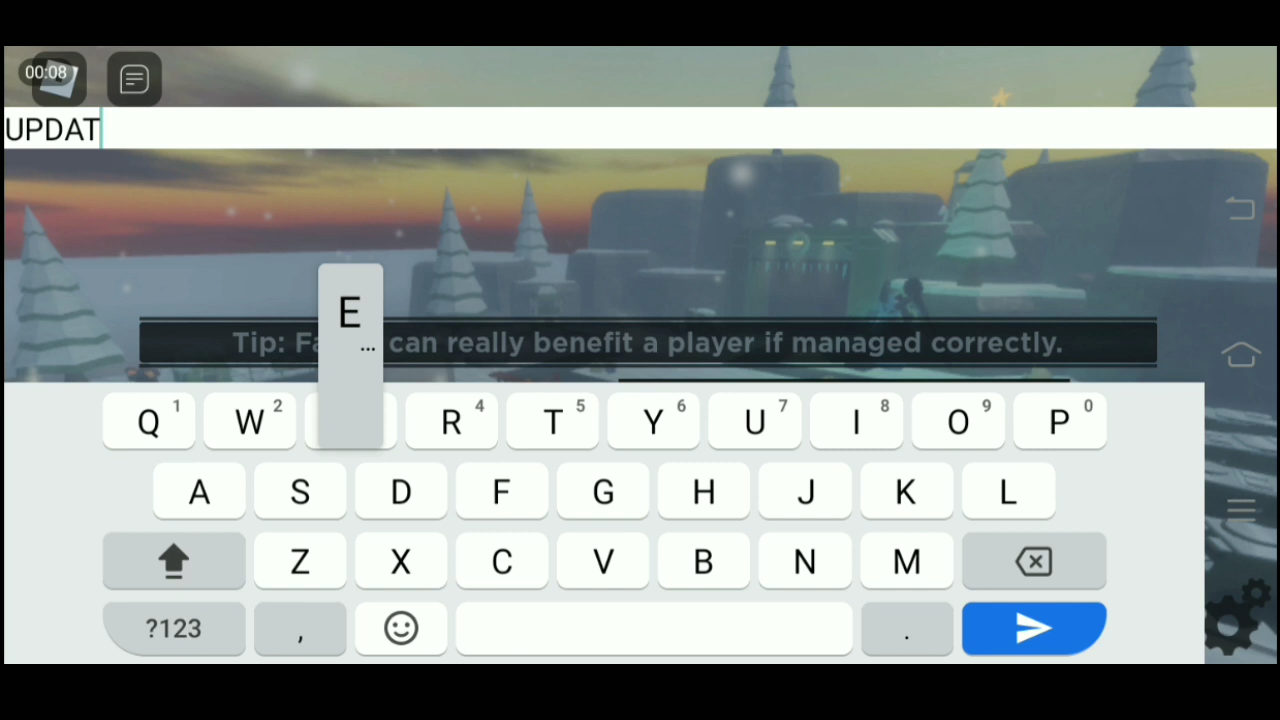 00:08
UPDAT
E
...
Tip: Fa can really benefit a player if managed correctly.
Q 1 W 2 R 4 T 5 Y 6 U 7 I 8 O 9 P 0
A S D F G H J K L
Z X C V B N M
?123 , .